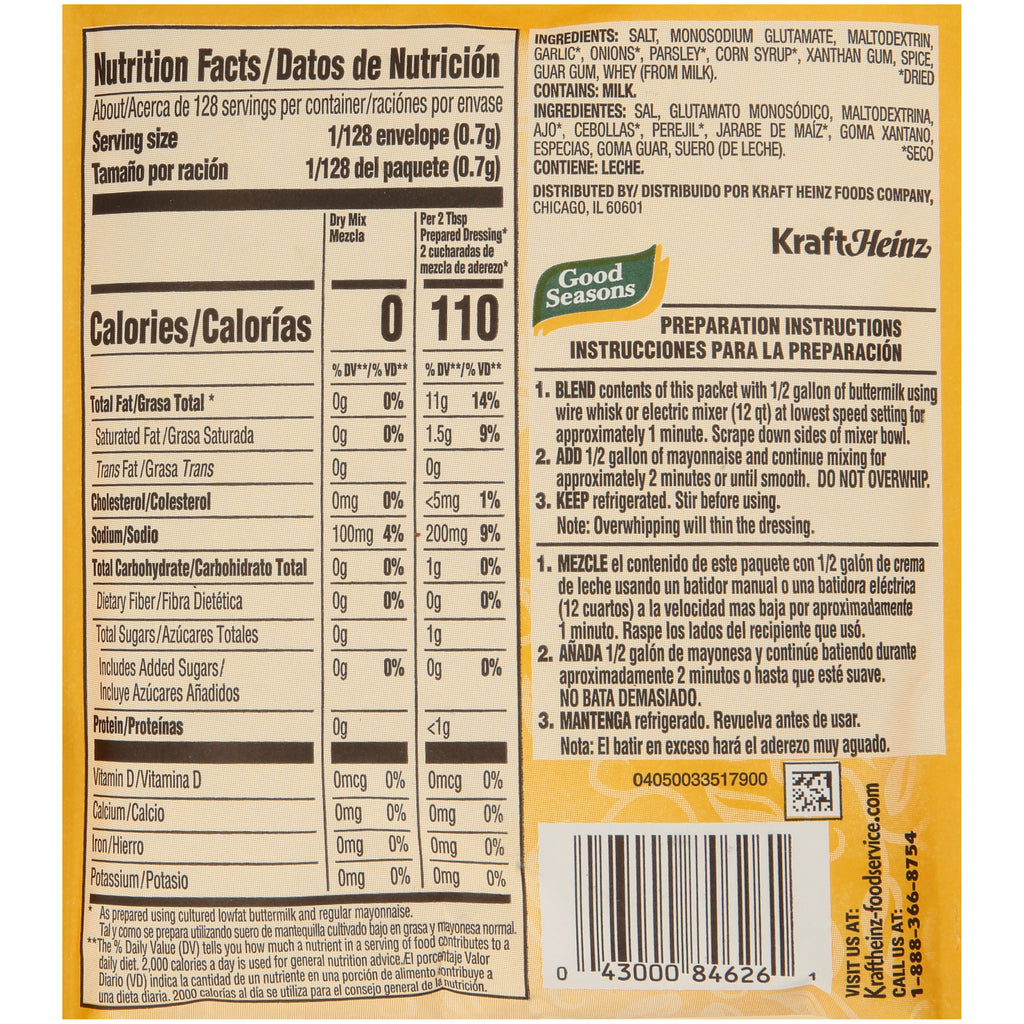 Nutrition Facts/Datos de Nutrición
About/Acerca de 128 servings per container/raciónes por envase
Serving size 1/128 envelope (0.7g)
Tamaño por ración 1/128 del paquete (0.7g)
Dry Mix
Mezcla
Per 2 Tbsp
Prepared Dressing*
2 cucharadas de
mezcla de aderezo*
Calories/Calorías 0 110
% DV**/% VD** % DV**/% VD**
Total Fat/Grasa Total * 0g 0% 11g 14%
Saturated Fat/Grasa Saturada 0g 0% 1.5g 9%
Trans Fat/Grasa Trans 0g 0g
Cholesterol/Colesterol 0mg 0% <5mg 1%
Sodium/Sodio 100mg 4% 200mg 9%
Total Carbohydrate/Carbohidrato Total 0g 0% 1g 0%
Dietary Fiber/Fibra Dietética 0g 0% 0g 0%
Total Sugars/Azúcares Totales 0g 1g
Includes Added Sugars/ 0g 0% 0g 0%
Incluye Azúcares Añadidos
Protein/Proteínas 0g <1g
Vitamin D/Vitamina D 0mcg 0% 0mcg 0%
Calcium/Calcio 0mg 0% 0mg 0%
Iron/Hierro 0mg 0% 0mg 0%
Potassium/Potasio 0mg 0% 0mg 0%
* As prepared using cultured lowfat buttermilk and regular mayonnaise.
Tal y como se prepara utilizando suero de mantequilla cultivado bajo en grasa y mayonesa normal.
**The % Daily Value (DV) tells you how much a nutrient in a serving of food contributes to a
daily diet. 2,000 calories a day is used for general nutrition advice..El porcentaje Valor
Diario (VD) indica la cantidad de un nutriente en una porción de alimento contribuye a
una dieta diaria. 2000 calorías al día se utiliza para el consejo general de la nutrición.
INGREDIENTS: SALT, MONOSODIUM GLUTAMATE, MALTODEXTRIN,
GARLIC*, ONIONS*, PARSLEY*, CORN SYRUP*, XANTHAN GUM, SPICE,
GUAR GUM, WHEY (FROM MILK). *DRIED
CONTAINS: MILK.
INGREDIENTES: SAL, GLUTAMATO MONOSÓDICO, MALTODEXTRINA,
AJO*, CEBOLLAS*, PEREJIL*, JARABE DE MAÍZ*, GOMA XANTANO,
ESPECIAS, GOMA GUAR, SUERO (DE LECHE). *SECO
CONTIENE: LECHE.
DISTRIBUTED BY/ DISTRIBUIDO POR KRAFT HEINZ FOODS COMPANY,
CHICAGO, IL 60601
KraftHeinz
Good
Seasons
PREPARATION INSTRUCTIONS
INSTRUCCIONES PARA LA PREPARACIÓN
1. BLEND contents of this packet with 1/2 gallon of buttermilk using
wire whisk or electric mixer (12 qt) at lowest speed setting for
approximately 1 minute. Scrape down sides of mixer bowl.
2. ADD 1/2 gallon of mayonnaise and continue mixing for
approximately 2 minutes or until smooth. DO NOT OVERWHIP.
3. KEEP refrigerated. Stir before using.
Note: Overwhipping will thin the dressing.
1. MEZCLE el contenido de este paquete con 1/2 galón de crema
de leche usando un batidor manual o una batidora eléctrica
(12 cuartos) a la velocidad mas baja por aproximadamente
1 minuto. Raspe los lados del recipiente que usó.
2. AÑADA 1/2 galón de mayonesa y continúe batiendo durante
aproximadamente 2 minutos o hasta que esté suave.
NO BATA DEMASIADO.
3. MANTENGA refrigerado. Revuelva antes de usar.
Nota: El batir en exceso hará el aderezo muy aguado.
04050033517900
0 43000 84626 1
VISIT US AT:
Kraftheinz-foodservice.com
CALL US AT:
1-888-366-8754